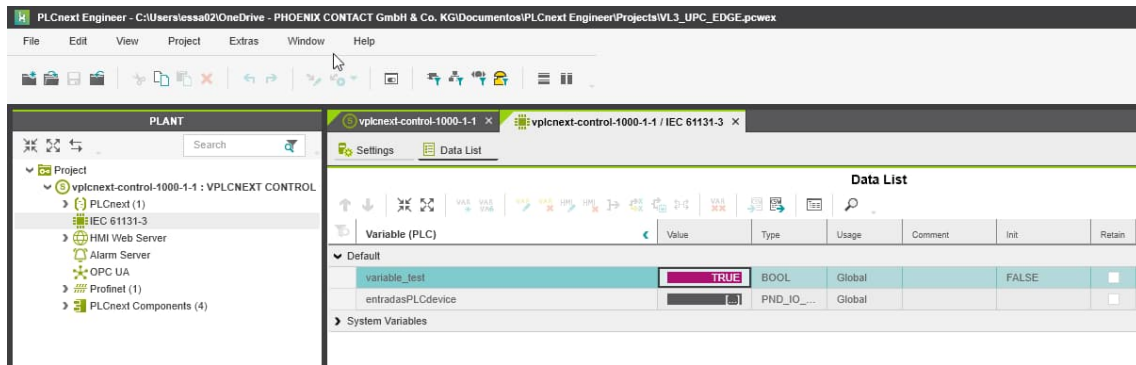 PLCnext Engineer - C:\Users\essa02\OneDrive - PHOENIX CONTACT GmbH & Co. KG\Documentos\PLCnext Engineer\Projects\VL3_UPC_EDGE.pcwex
File Edit View Project Extras Window Help
PLANT
Search
Project
vplcnext-control-1000-1-1 : VPLCNEXT CONTROL
PLCnext (1)
IEC 61131-3
HMI Web Server
Alarm Server
OPC UA
Profinet (1)
PLCnext Components (4)
vplcnext-control-1000-1-1 × vplcnext-control-1000-1-1 / IEC 61131-3 ×
Settings Data List
Data List
Variable (PLC) Value Type Usage Comment Init Retain
Default
variable_test TRUE BOOL Global FALSE
entradasPLCdevice [...] PND_IO_... Global
System Variables